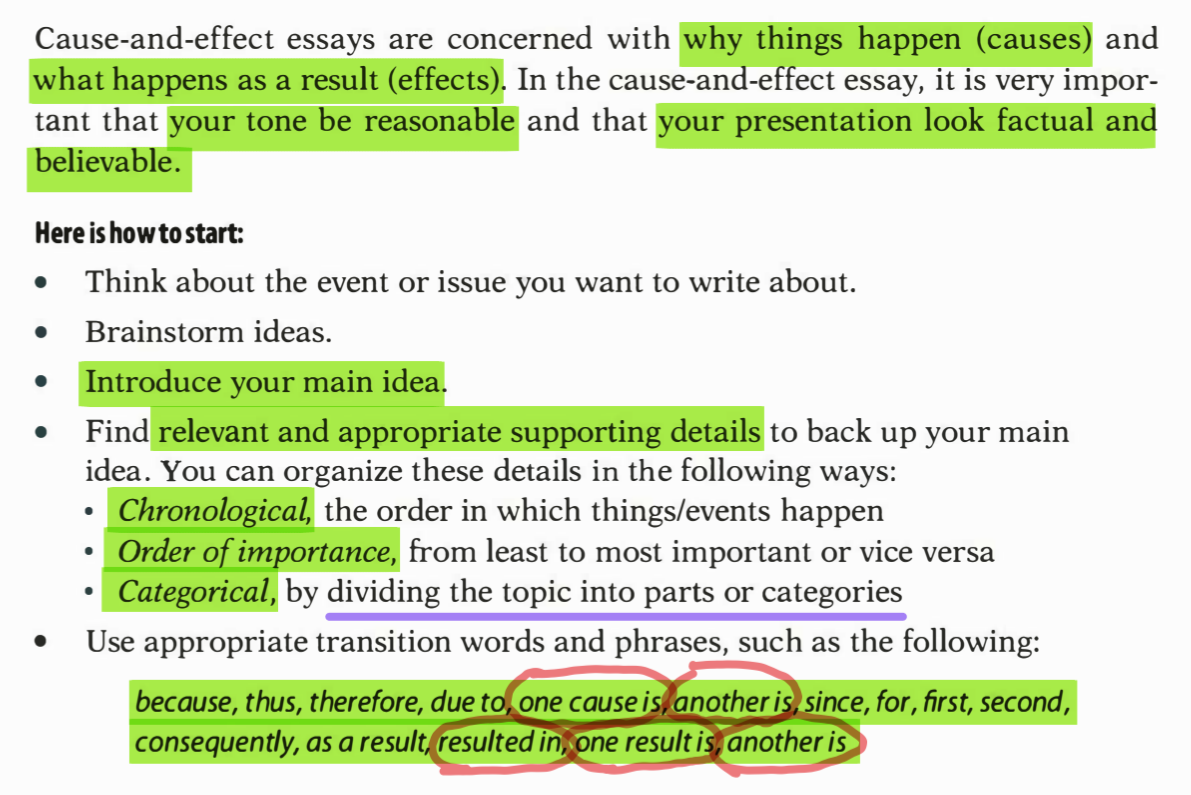 Cause-and-effect essays are concerned with why things happen (causes) and
what happens as a result (effects). In the cause-and-effect essay, it is very impor-
tant that your tone be reasonable and that your presentation look factual and
believable.
Here is how to start:
• Think about the event or issue you want to write about.
• Brainstorm ideas.
• Introduce your main idea.
• Find relevant and appropriate supporting details to back up your main
idea. You can organize these details in the following ways:
• Chronological, the order in which things/events happen
• Order of importance, from least to most important or vice versa
• Categorical, by dividing the topic into parts or categories
• Use appropriate transition words and phrases, such as the following:
because, thus, therefore, due to, one cause is, another is, since, for, first, second,
consequently, as a result, resulted in, one result is, another is